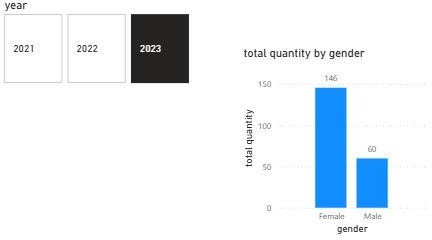 year
2021
2022
2023
total quantity by gender
146
150
60
100
50
0
total quantity
Female
Male
gender